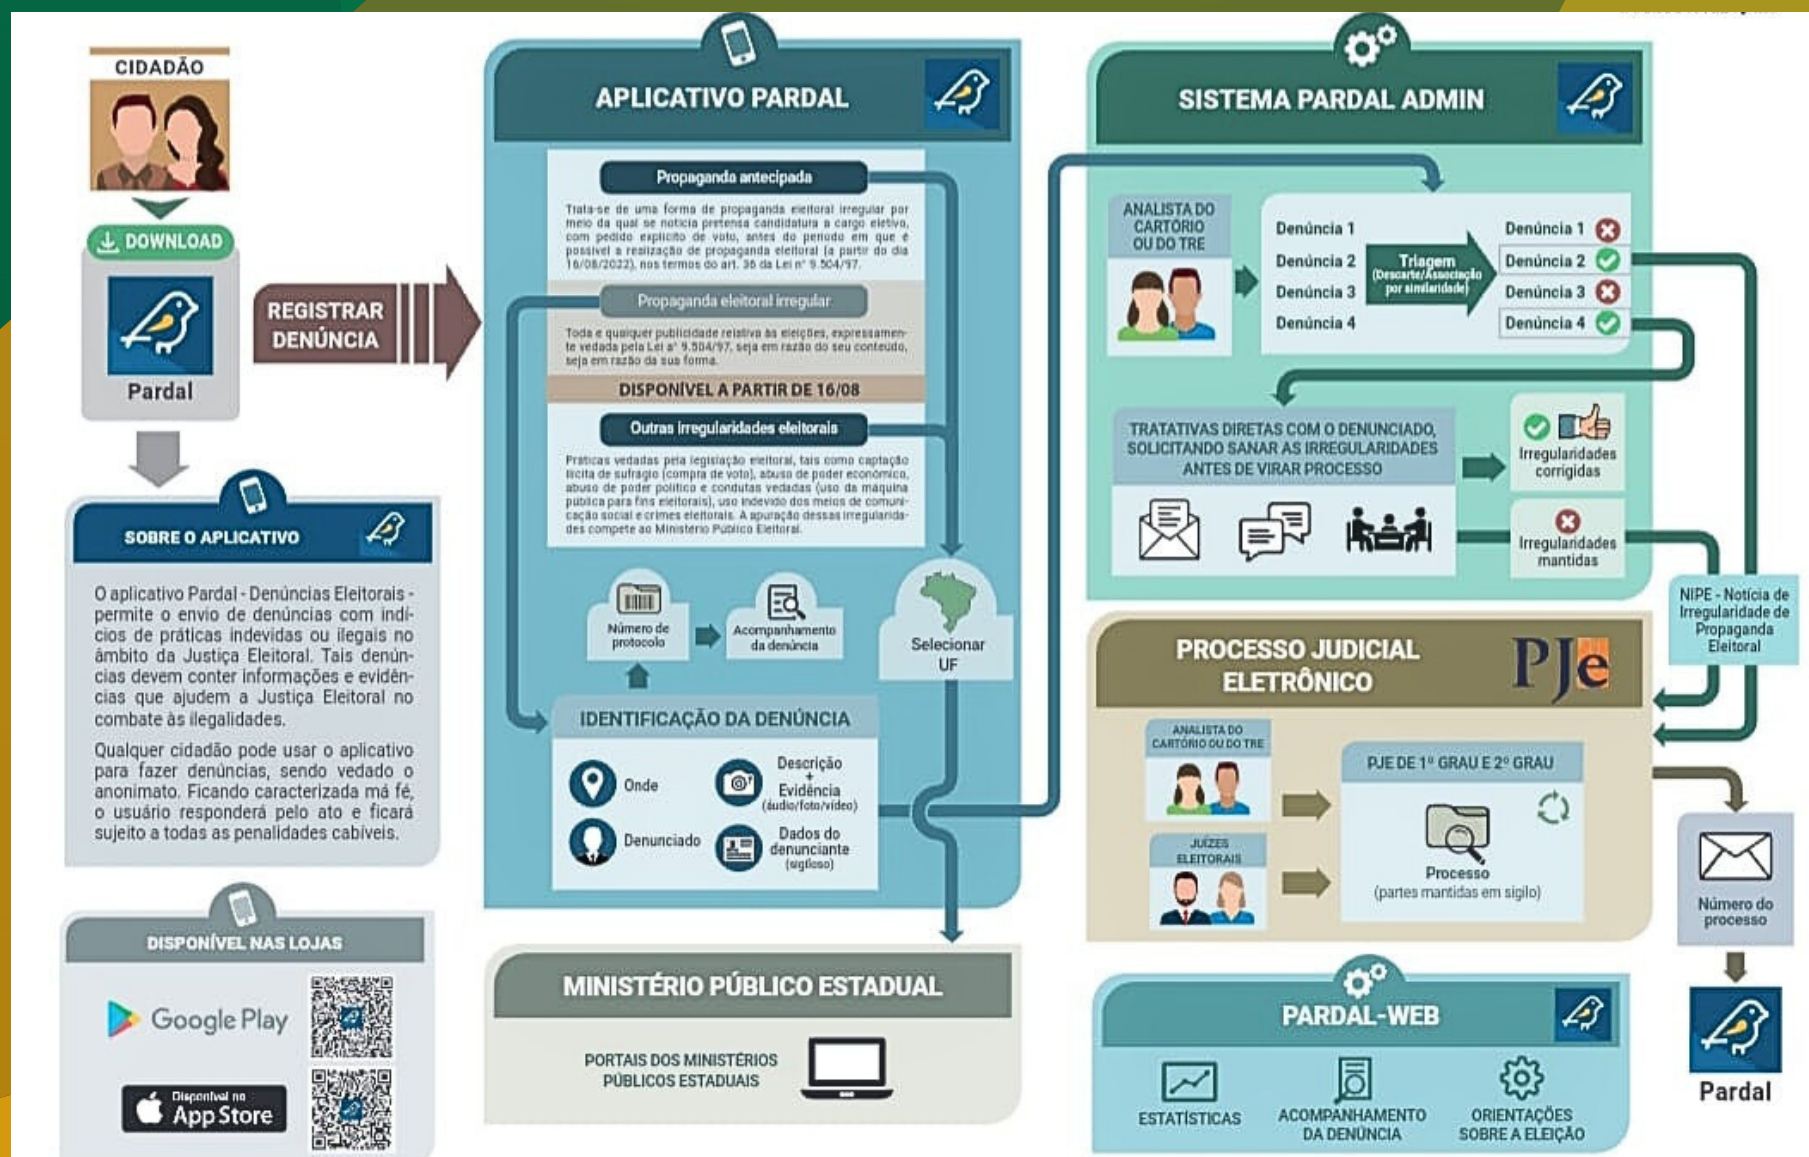 CIDADÃO
DOWNLOAD
Pardal
REGISTRAR
DENÚNCIA
SOBRE O APLICATIVO
O aplicativo Pardal - Denúncias Eleitorais -
permite o envio de denúncias com indí-
cios de práticas indevidas ou ilegais no
âmbito da Justiça Eleitoral. Tais denún-
cias devem conter informações e evidên-
cias que ajudem a Justiça Eleitoral no
combate às ilegalidades.
Qualquer cidadão pode usar o aplicativo
para fazer denúncias, sendo vedado o
anonimato. Ficando caracterizada má fé,
o usuário responderá pelo ato e ficará
sujeito a todas as penalidades cabíveis.
DISPONÍVEL NAS LOJAS
Google Play
Disponível na
App Store
APLICATIVO PARDAL
Propaganda antecipada
Trata-se de uma forma de propaganda eleitoral irregular por
meio da qual se noticia pretensa candidatura a cargo eletivo,
com pedido explícito de voto, antes do período em que é
possível a realização de propaganda eleitoral (a partir do dia
16/08/2022), nos termos do art. 36 da Lei n° 9.504/97.
Propaganda eleitoral irregular
Toda e qualquer publicidade relativa às eleições, expressamen-
te vedada pela Lei n° 9.504/97, seja em razão do seu conteúdo,
seja em razão da sua forma.
DISPONÍVEL A PARTIR DE 16/08
Outras irregularidades eleitorais
Práticas vedadas pela legislação eleitoral, tais como captação
ilícita de sufrágio (compra de voto), abuso de poder econômico,
abuso de poder político e condutas vedadas (uso da máquina
pública para fins eleitorais), uso indevido dos meios de comuni-
cação social e crimes eleitorais. A apuração dessas irregularida-
des compete ao Ministério Público Eleitoral.
Número de
protocolo
Acompanhamento
da denúncia
Selecionar
UF
IDENTIFICAÇÃO DA DENÚNCIA
Onde
Descrição
+
Evidência
(áudio/foto/vídeo)
Denunciado
Dados do
denunciante
(sigiloso)
MINISTÉRIO PÚBLICO ESTADUAL
PORTAIS DOS MINISTÉRIOS
PÚBLICOS ESTADUAIS
SISTEMA PARDAL ADMIN
ANALISTA DO
CARTÓRIO
OU DO TRE
Denúncia 1
Denúncia 2
Denúncia 3
Denúncia 4
Triagem
(Descarte/Associação
por similaridade)
Denúncia 1
Denúncia 2
Denúncia 3
Denúncia 4
TRATATIVAS DIRETAS COM O DENUNCIADO,
SOLICITANDO SANAR AS IRREGULARIDADES
ANTES DE VIRAR PROCESSO
Irregularidades
corrigidas
Irregularidades
mantidas
NIPE - Notícia de
Irregularidade de
Propaganda
Eleitoral
PROCESSO JUDICIAL
ELETRÔNICO
PJe
ANALISTA DO
CARTÓRIO OU DO TRE
JUÍZES
ELEITORAIS
PJE DE 1º GRAU E 2º GRAU
Processo
(partes mantidas em sigilo)
Número do
processo
Pardal
PARDAL-WEB
ESTATÍSTICAS
ACOMPANHAMENTO
DA DENÚNCIA
ORIENTAÇÕES
SOBRE A ELEIÇÃO